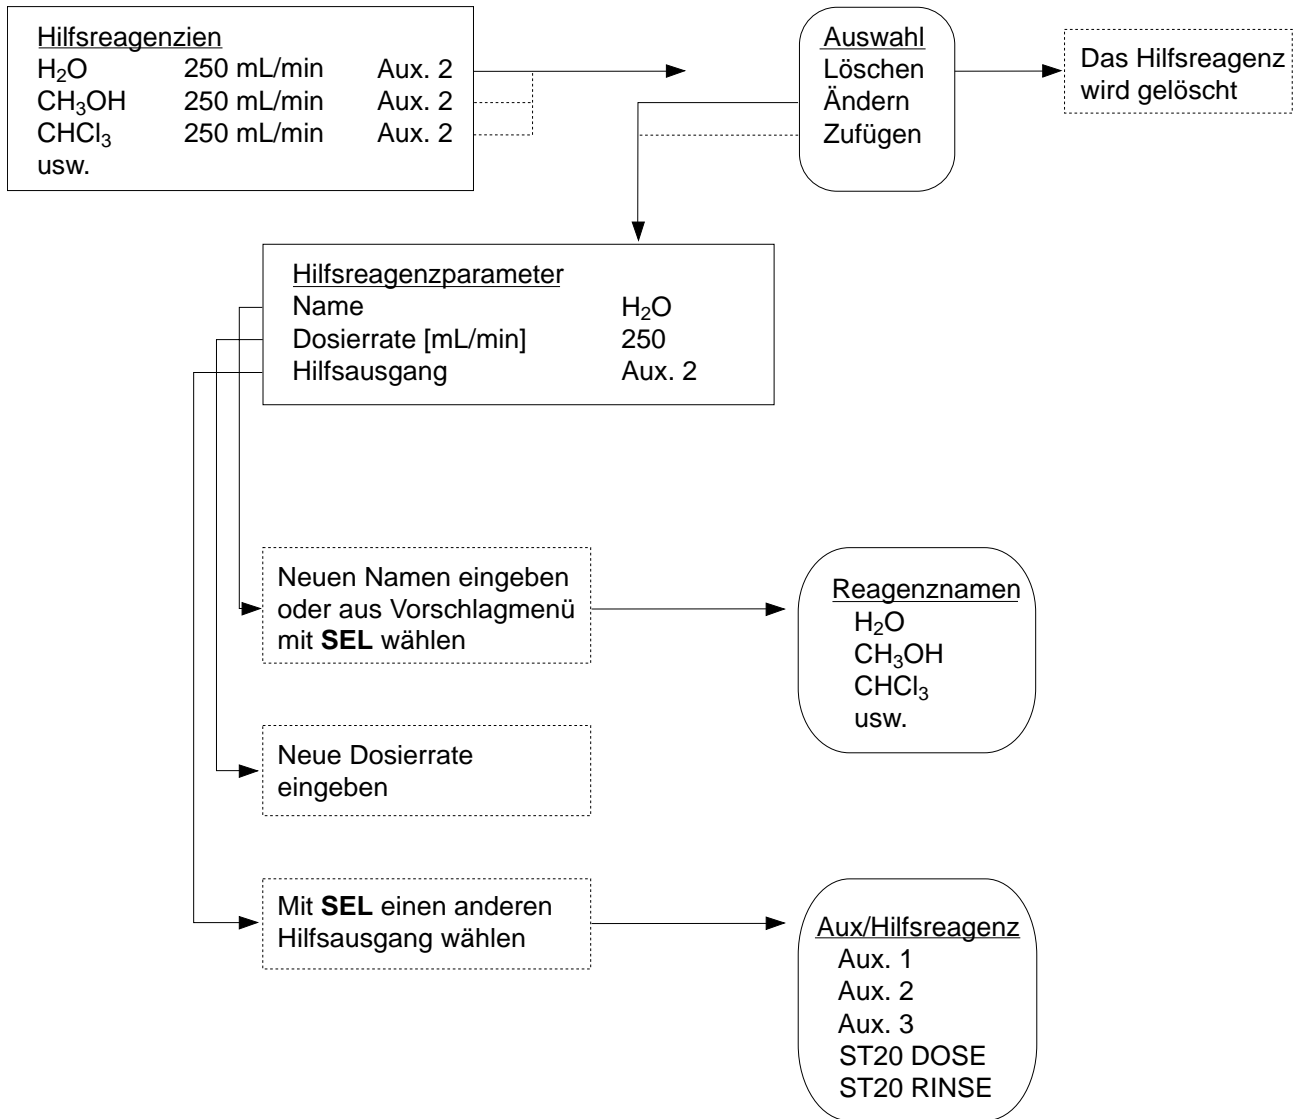 Hilfsreagenzien
H₂O 250 mL/min Aux. 2
CH₃OH 250 mL/min Aux. 2
CHCl₃ 250 mL/min Aux. 2
usw.
Auswahl
Löschen
Ändern
Zufügen
Das Hilfsreagenz
wird gelöscht
Hilfsreagenzparameter
Name H₂O
Dosierrate [mL/min] 250
Hilfsausgang Aux. 2
Neuen Namen eingeben
oder aus Vorschlagmenü
mit SEL wählen
Reagenznamen
H₂O
CH₃OH
CHCl₃
usw.
Neue Dosierrate
eingeben
Mit SEL einen anderen
Hilfsausgang wählen
Aux/Hilfsreagenz
Aux. 1
Aux. 2
Aux. 3
ST20 DOSE
ST20 RINSE